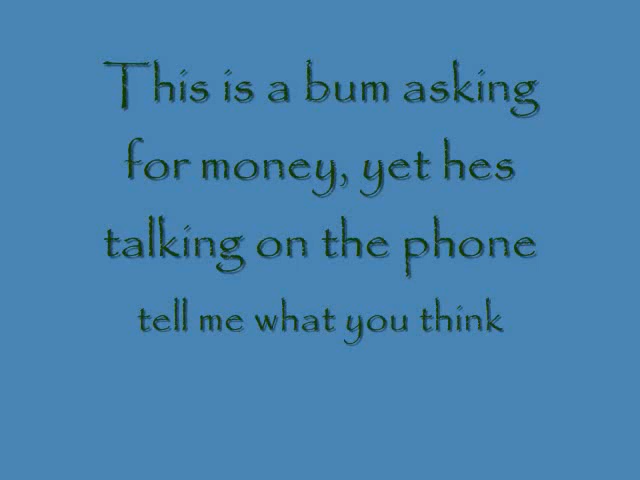 This is a bum asking
for money, yet hes
talking on the phone
tell me what you think